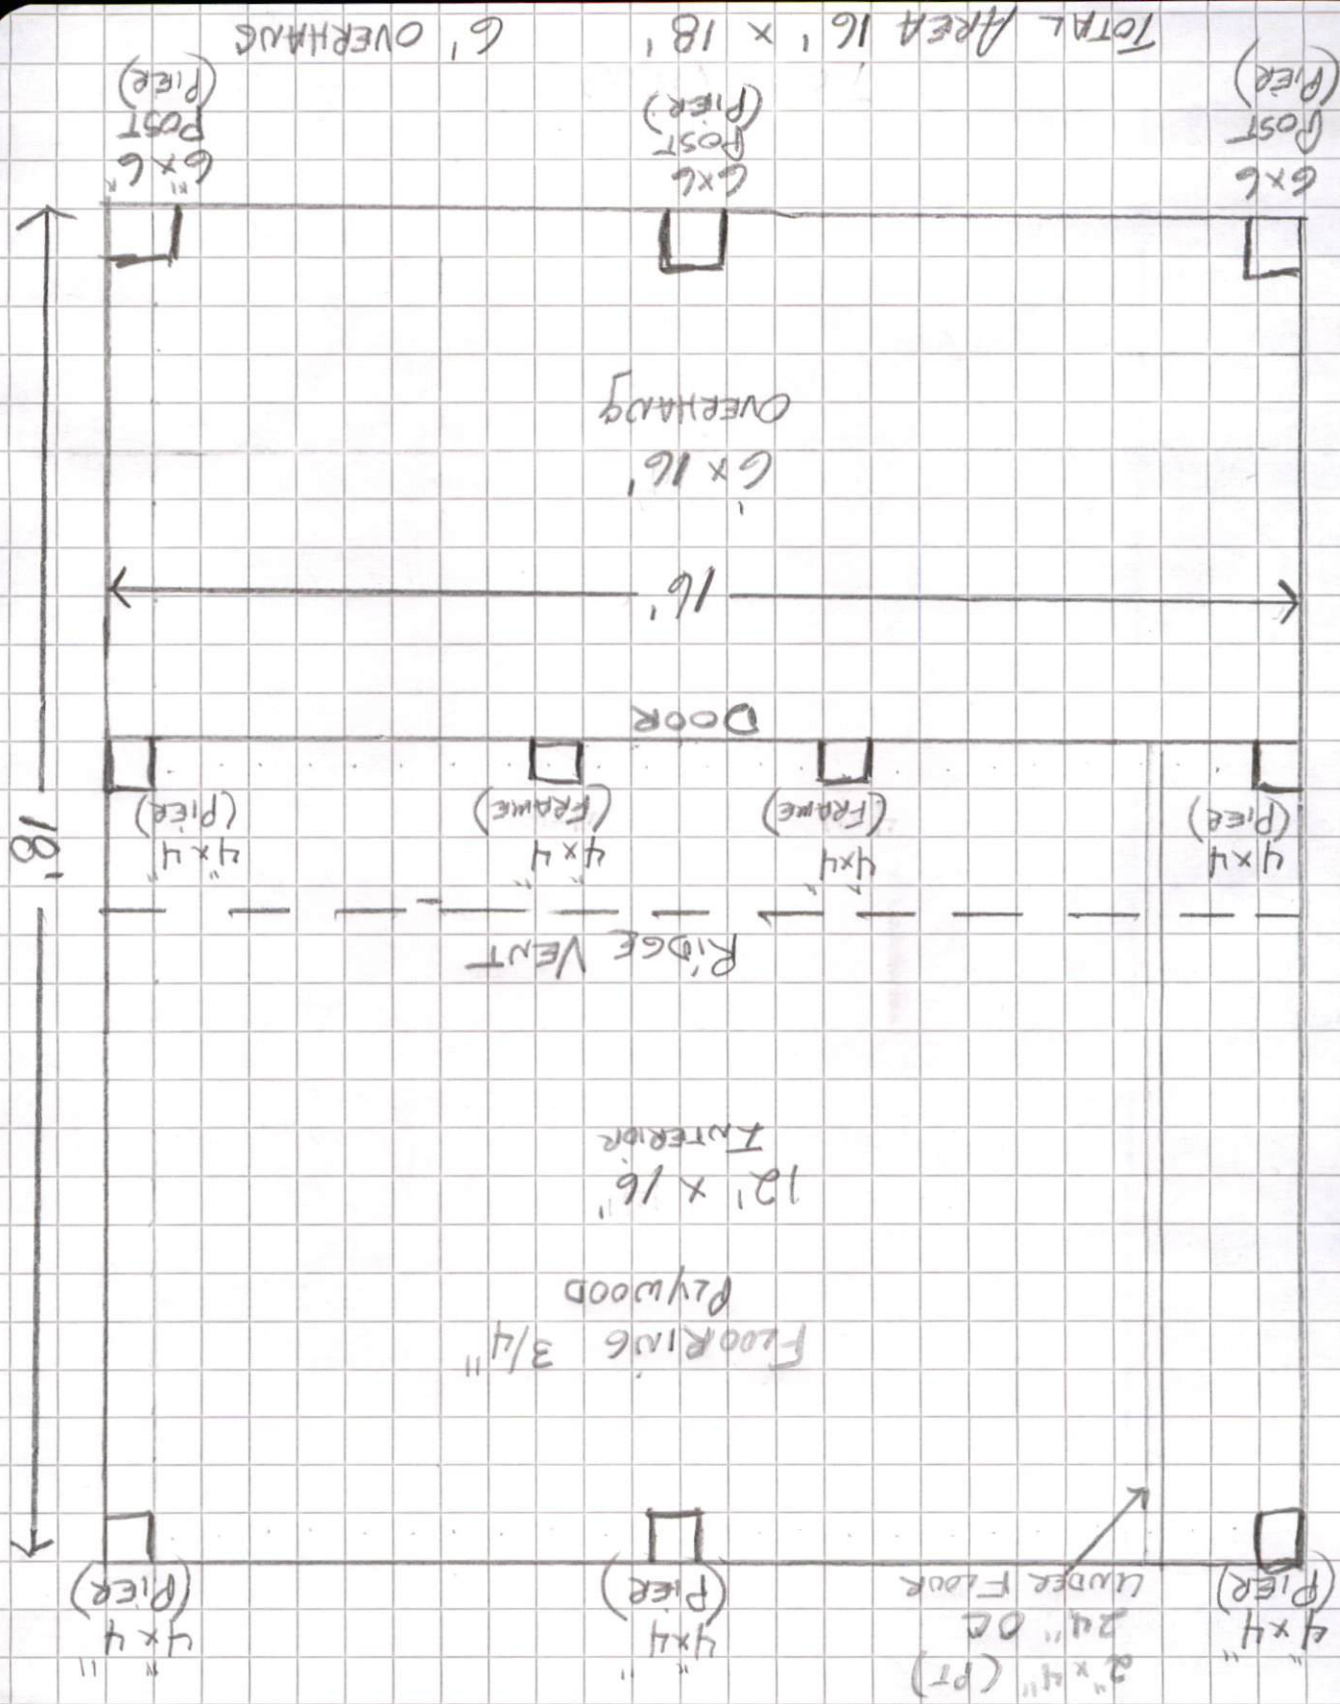 4"x4"
(PIER)
2"x4" (PT)
24" OC
UNDER FLOOR
4"x4"
(PIER)
4"x4"
(PIER)
FLOORING 3/4"
PLYWOOD
12' x 16'
INTERIOR
RIDGE VENT
4x4
(PIER)
4"x4"
(FRAME)
4"x4"
(FRAME)
4"x4"
(PIER)
18'
DOOR
16'
6' x 16'
OVERHANG
6x6
POST
(PIER)
6x6
POST
(PIER)
6"x6"
POST
(PIER)
TOTAL AREA 16' x 18' 6' OVERHANG